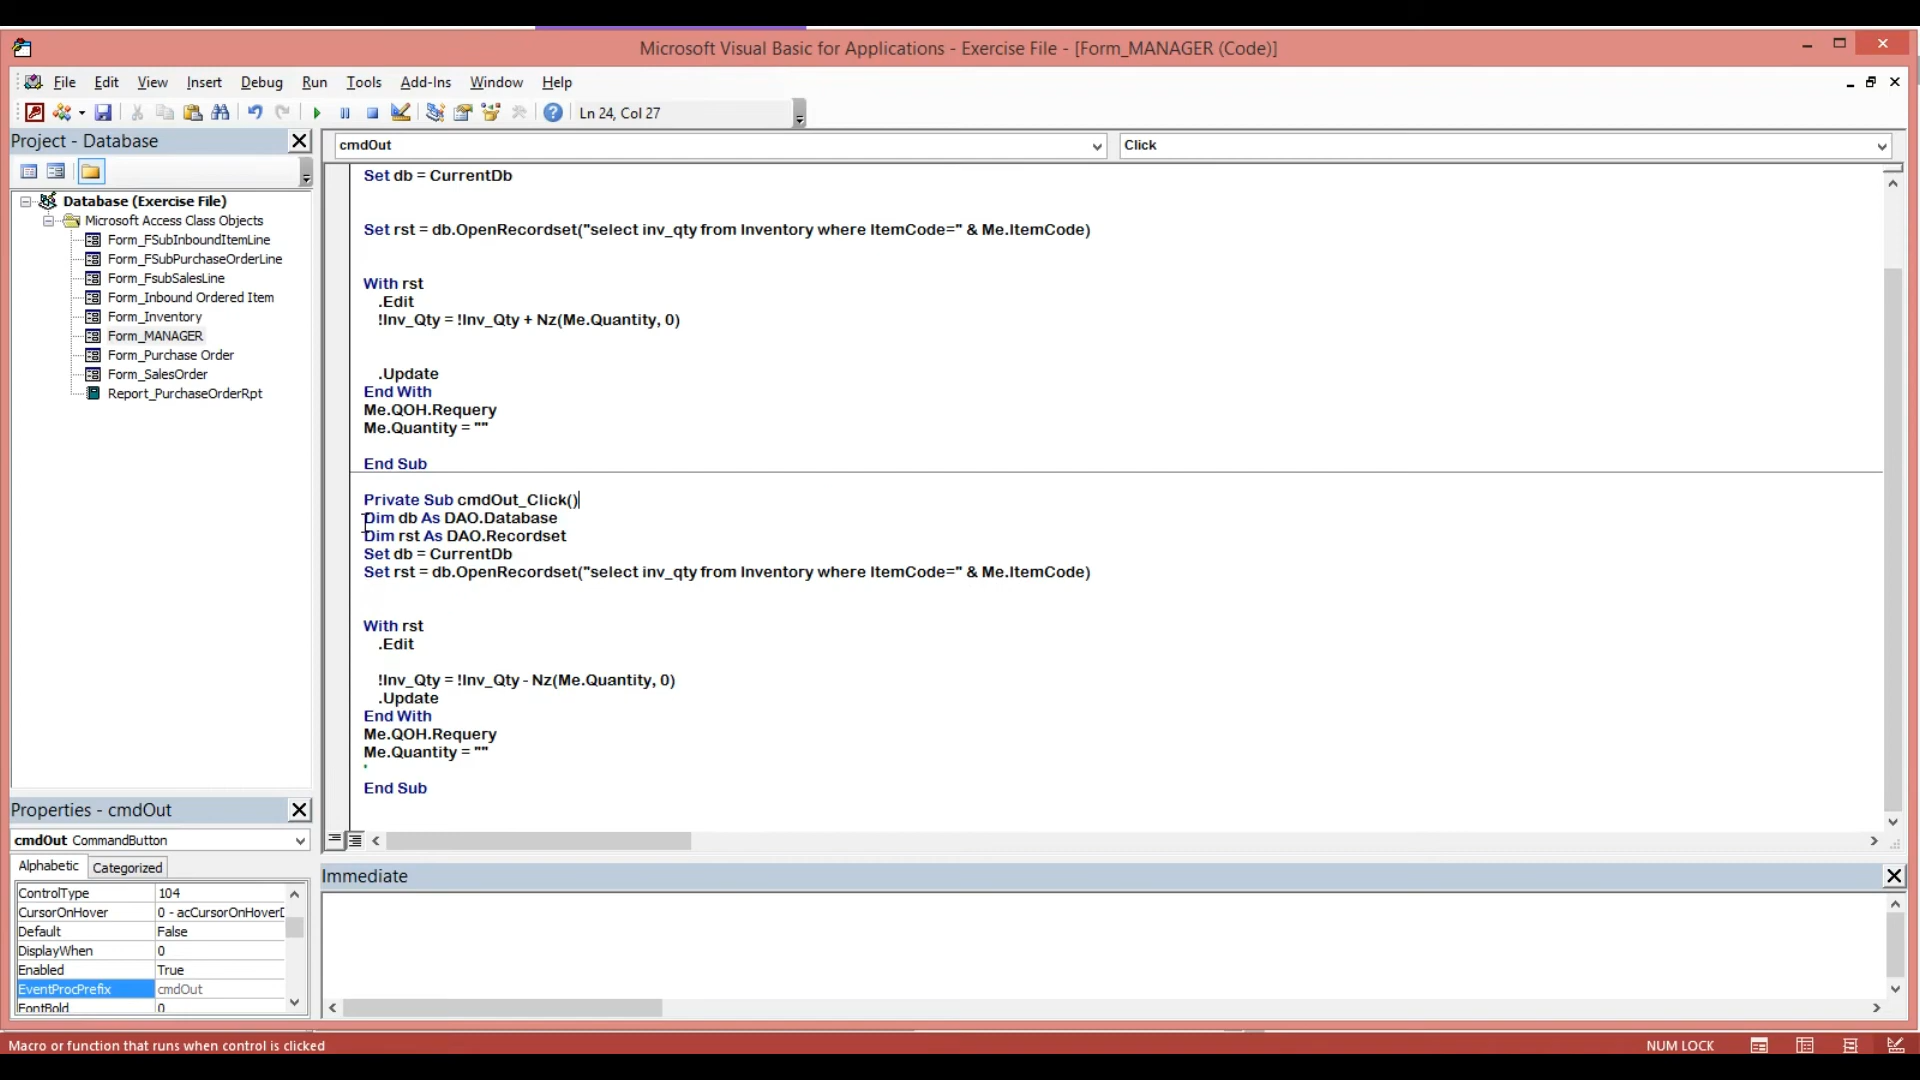 Microsoft Visual Basic for Applications - Exercise File - [Form_MANAGER (Code)]
File Edit View Insert Debug Run Tools Add-Ins Window Help
Ln 24, Col 27
Project - Database
cmdOut Click
Database (Exercise File)
Microsoft Access Class Objects
Form_FSubInboundItemLine
Form_FSubPurchaseOrderLine
Form_FsubSalesLine
Form_Inbound Ordered Item
Form_Inventory
Form_MANAGER
Form_Purchase Order
Form_SalesOrder
Report_PurchaseOrderRpt
Set db = CurrentDb
Set rst = db.OpenRecordset("select inv_qty from Inventory where ItemCode=" & Me.ItemCode)
With rst
.Edit
!Inv_Qty = !Inv_Qty + Nz(Me.Quantity, 0)
.Update
End With
Me.QOH.Requery
Me.Quantity = ""
End Sub
Private Sub cmdOut_Click()
Dim db As DAO.Database
Dim rst As DAO.Recordset
Set db = CurrentDb
Set rst = db.OpenRecordset("select inv_qty from Inventory where ItemCode=" & Me.ItemCode)
With rst
.Edit
!Inv_Qty = !Inv_Qty - Nz(Me.Quantity, 0)
.Update
End With
Me.QOH.Requery
Me.Quantity = ""
'
End Sub
Properties - cmdOut
cmdOut CommandButton
Alphabetic Categorized
ControlType 104
CursorOnHover 0 - acCursorOnHoverD
Default False
DisplayWhen 0
Enabled True
EventProcPrefix cmdOut
FontBold 0
Immediate
Macro or function that runs when control is clicked
NUM LOCK